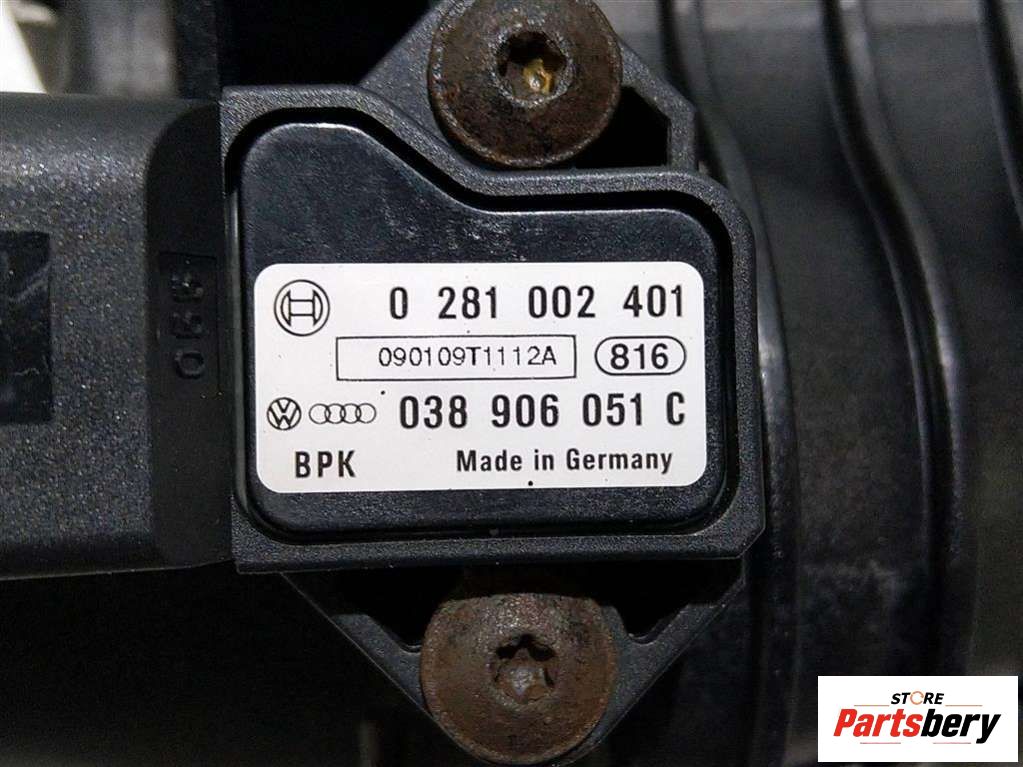 0 281 002 401
090109T1112A 816
038 906 051 C
BPK Made in Germany
STORE
Partsbery